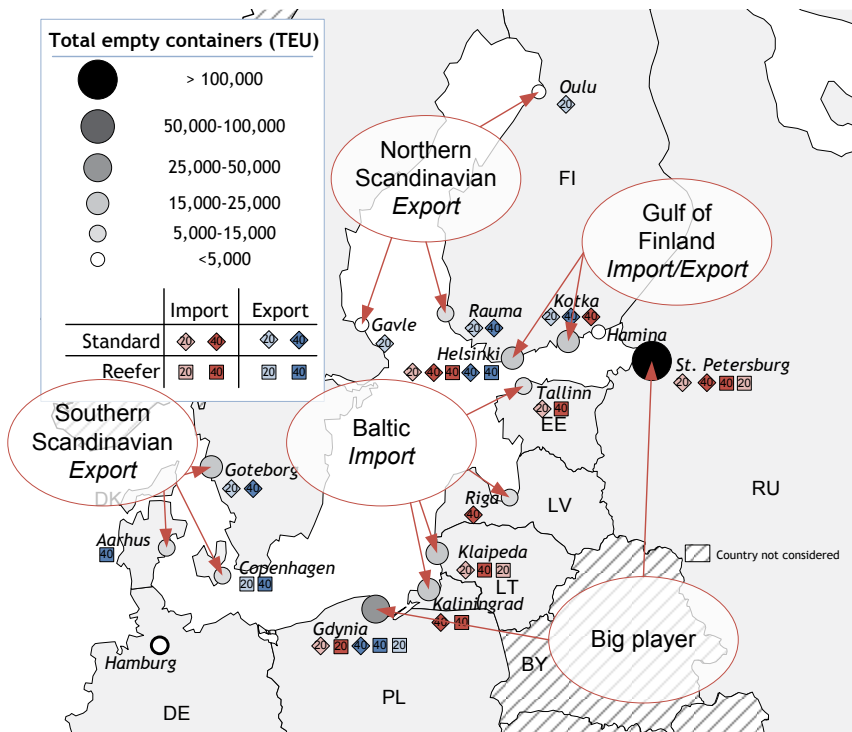 Total empty containers (TEU)
> 100,000
50,000-100,000
25,000-50,000
15,000-25,000
5,000-15,000
<5,000
Import Export
Standard 20 40 20 40
Reefer 20 40 20 40
Oulu
20
Northern
Scandinavian
Export
FI
Gulf of
Finland
Import/Export
Gavle
20
Rauma
20 40
Kotka
20 40 40
Hamina
Helsinki
20 40 40 40 40
St. Petersburg
20 40 40 20
Tallinn
20 40
EE
Southern
Scandinavian
Export
DK
Baltic
Import
Goteborg
20 40
Riga
40
LV
RU
Aarhus
40
Copenhagen
20 40
Klaipeda
20 40 20
LT
Country not considered
Kaliningrad
40 40
Gdynia
20 20 40 40 20
Big player
BY
Hamburg
DE
PL